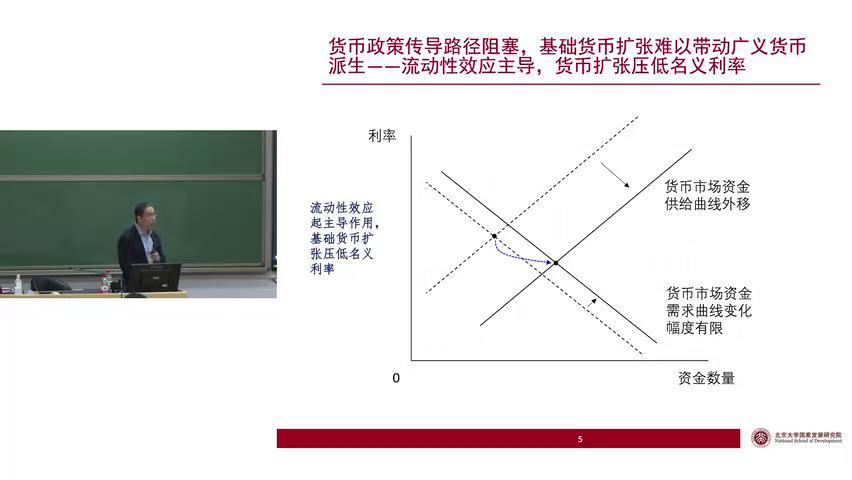 货币政策传导路径阻塞，基础货币扩张难以带动广义货币
派生——流动性效应主导，货币扩张压低名义利率
利率
流动性效应
起主导作用，
基础货币扩
张压低名义
利率
货币市场资金
供给曲线外移
货币市场资金
需求曲线变化
幅度有限
0
资金数量
5
北京大学国家发展研究院
National School of Development